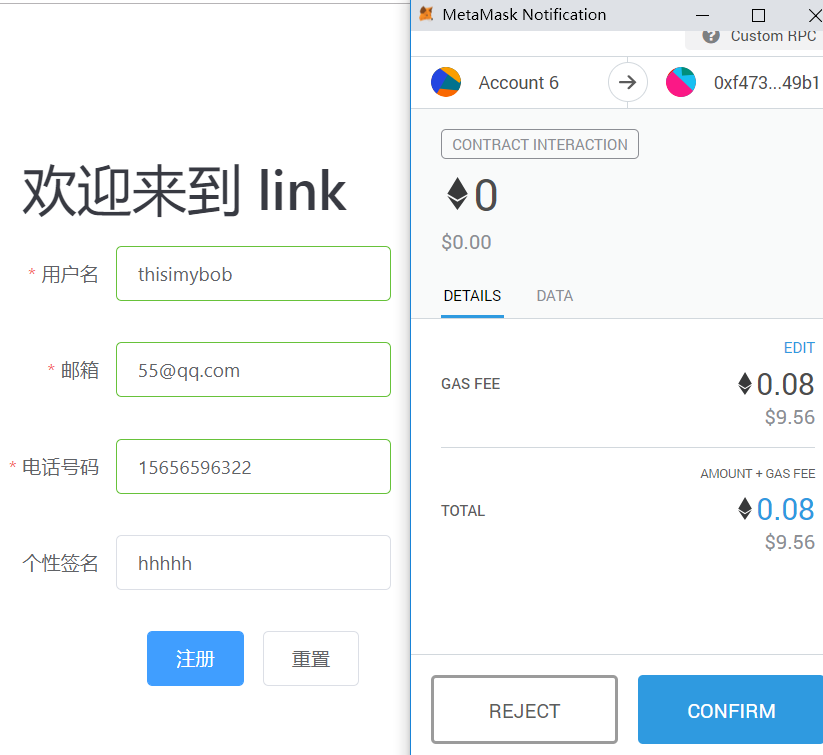 欢迎来到 link
* 用户名
thisimybob
* 邮箱
55@qq.com
* 电话号码
15656596322
个性签名
hhhhh
注册
重置
MetaMask Notification
? Custom RPC
Account 6
0xf473...49b1
CONTRACT INTERACTION
0
$0.00
DETAILS
DATA
EDIT
GAS FEE
0.08
$9.56
AMOUNT + GAS FEE
TOTAL
0.08
$9.56
REJECT
CONFIRM